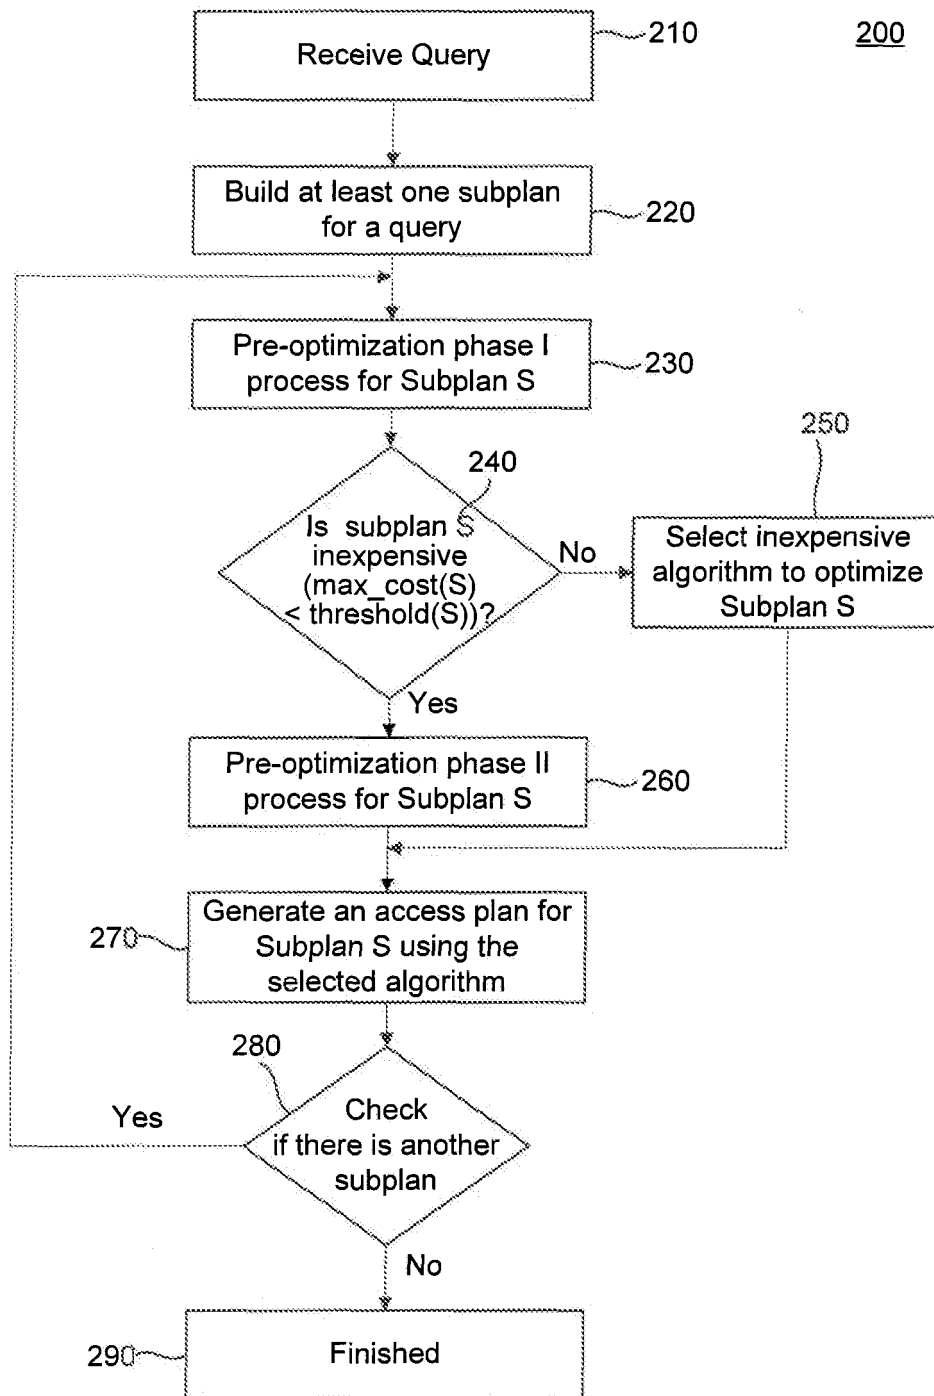 200
Receive Query
210
Build at least one subplan
for a query
220
Pre-optimization phase I
process for Subplan S
230
240
Is subplan S
inexpensive
(max_cost(S)
< threshold(S))?
No
250
Select inexpensive
algorithm to optimize
Subplan S
Yes
Pre-optimization phase II
process for Subplan S
260
Generate an access plan for
Subplan S using the
selected algorithm
270
280
Check
if there is another
subplan
Yes
No
Finished
290